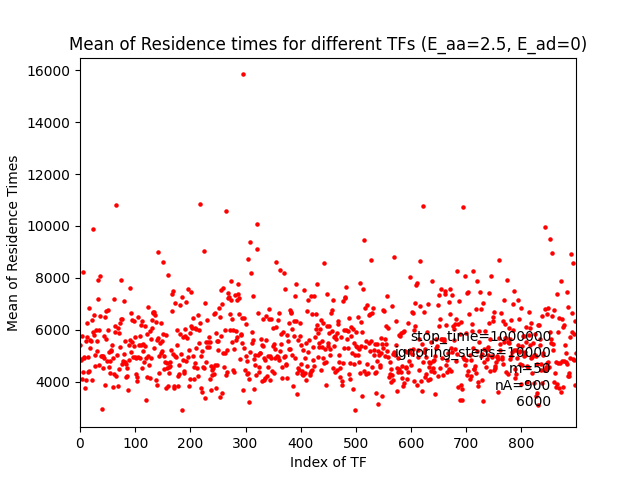 Mean of Residence times for different TFs (E_aa=2.5, E_ad=0)
Mean of Residence Times
16000
14000
12000
10000
8000
6000
4000
stop_time=1000000
ignoring_steps=10000
m=50
nA=900
6000
0 100 200 300 400 500 600 700 800
Index of TF